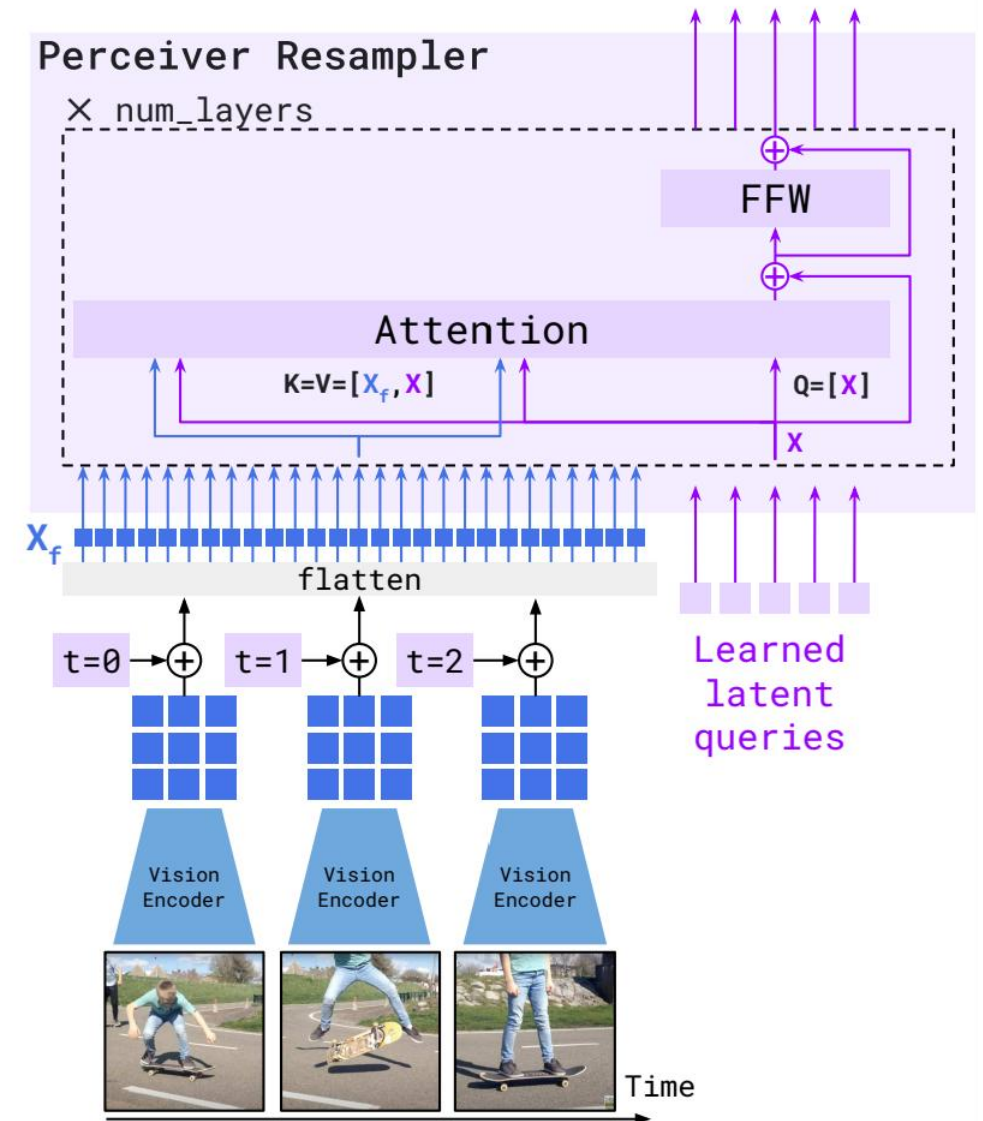 Perceiver Resampler
× num_layers
FFW
Attention
K=V=[Xf,X]
Q=[X]
X
Xf
flatten
t=0
t=1
t=2
Learned
latent
queries
Vision
Encoder
Vision
Encoder
Vision
Encoder
Time